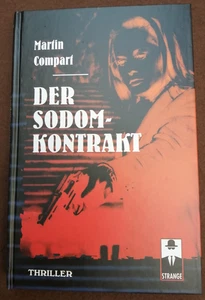 Martin
Compart
DER
SODOM-
KONTRAKT
THRILLER
STRANGE